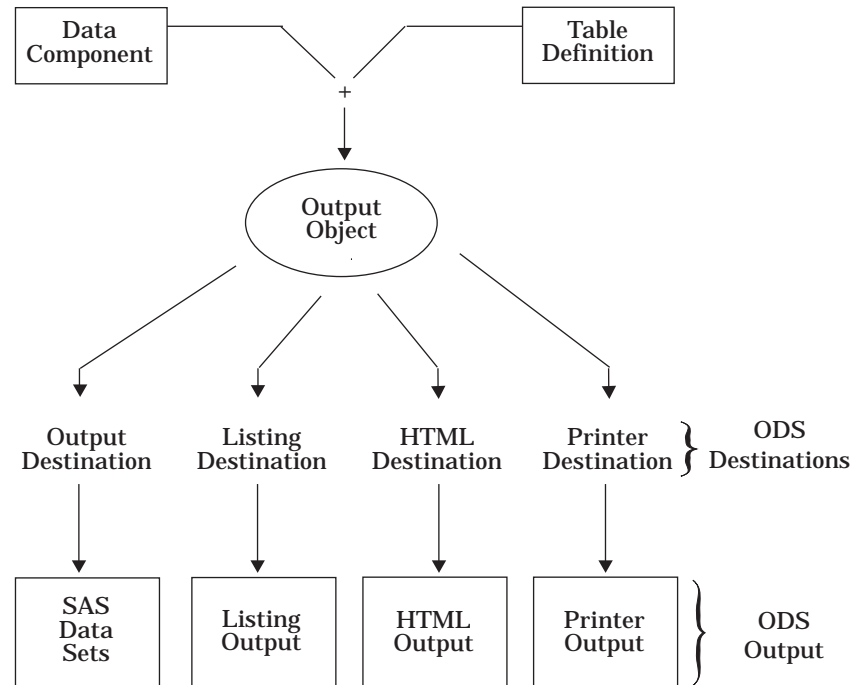 Data
Component
Table
Definition
+
Output
Object
Output
Destination
Listing
Destination
HTML
Destination
Printer
Destination
ODS
Destinations
SAS
Data
Sets
Listing
Output
HTML
Output
Printer
Output
ODS
Output